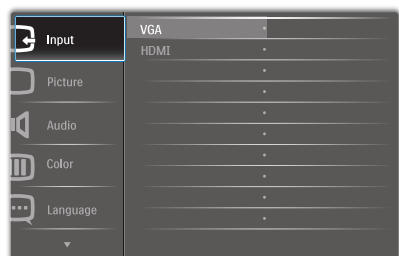 Input
Picture
Audio
Color
Language
VGA
HDMI